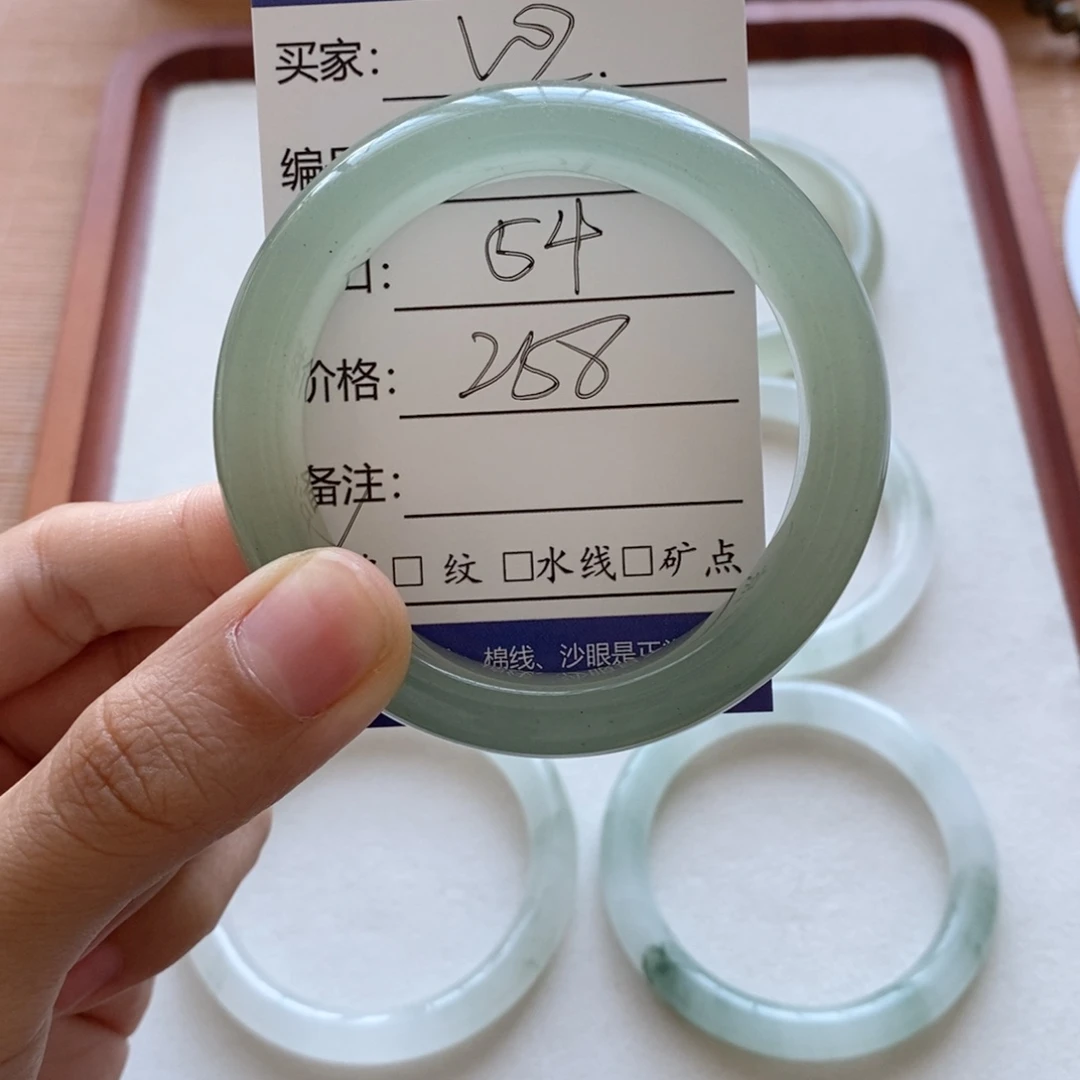 买家:
编
口: 54
价格: 258
备注:
□ 纹 □水线□矿点
棉线、沙眼是正